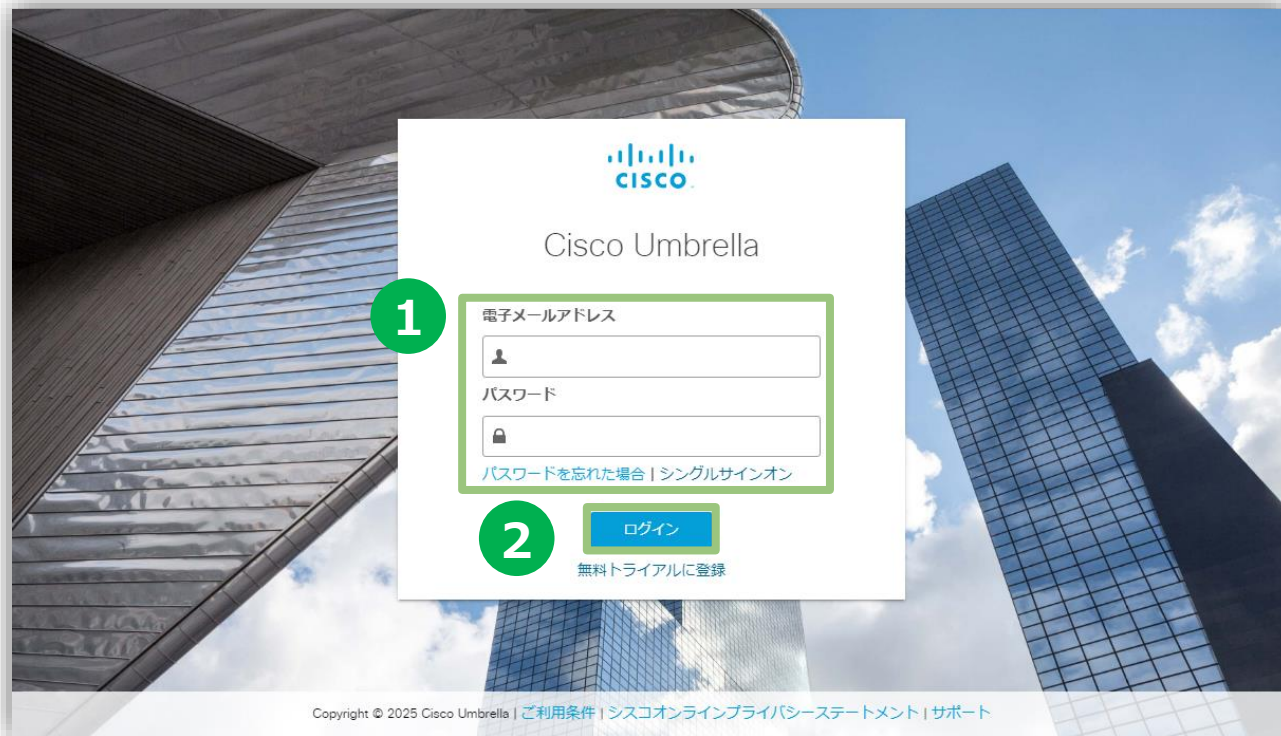 CISCO
Cisco Umbrella
1
電子メールアドレス
パスワード
パスワードを忘れた場合 | シングルサインオン
2
ログイン
無料トライアルに登録
Copyright © 2025 Cisco Umbrella | ご利用条件 | シスコオンラインプライバシーステートメント | サポート